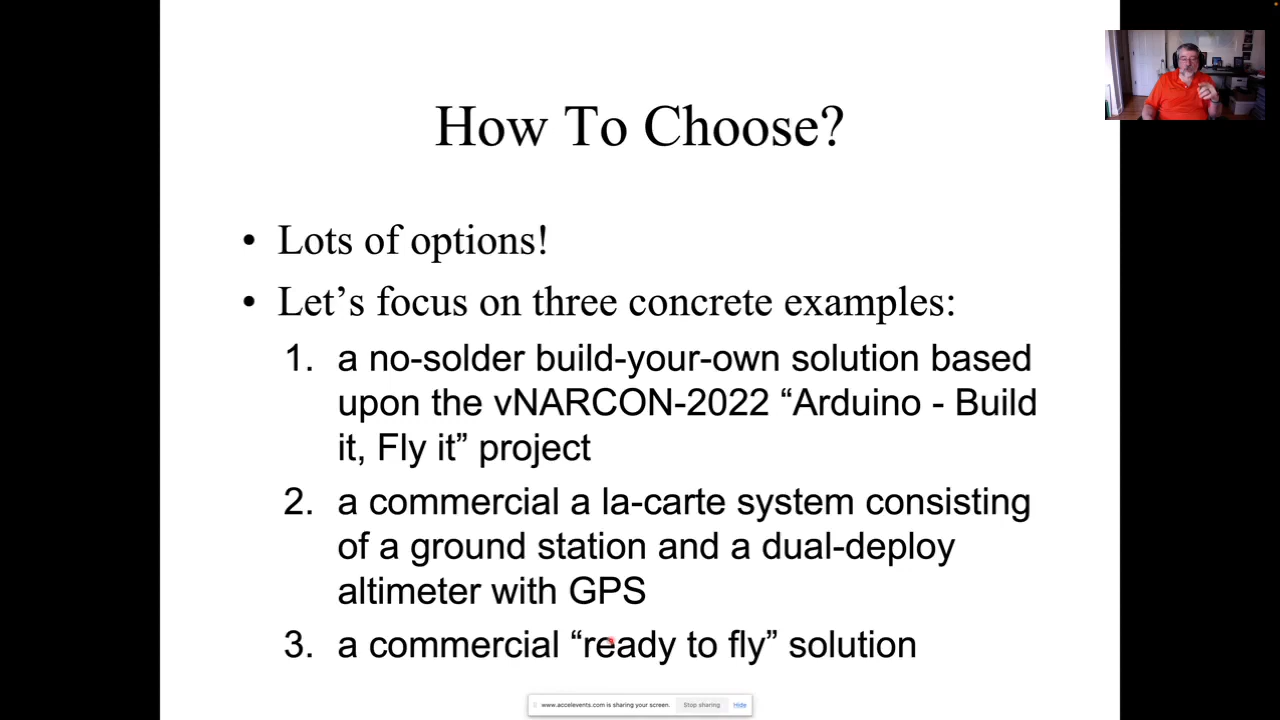 How To Choose?
• Lots of options!
• Let’s focus on three concrete examples:
1. a no-solder build-your-own solution based
upon the vNARCON-2022 “Arduino - Build
it, Fly it” project
2. a commercial a la-carte system consisting
of a ground station and a dual-deploy
altimeter with GPS
3. a commercial “ready to fly” solution
www.accelevents.com is sharing your screen. Stop sharing Hide